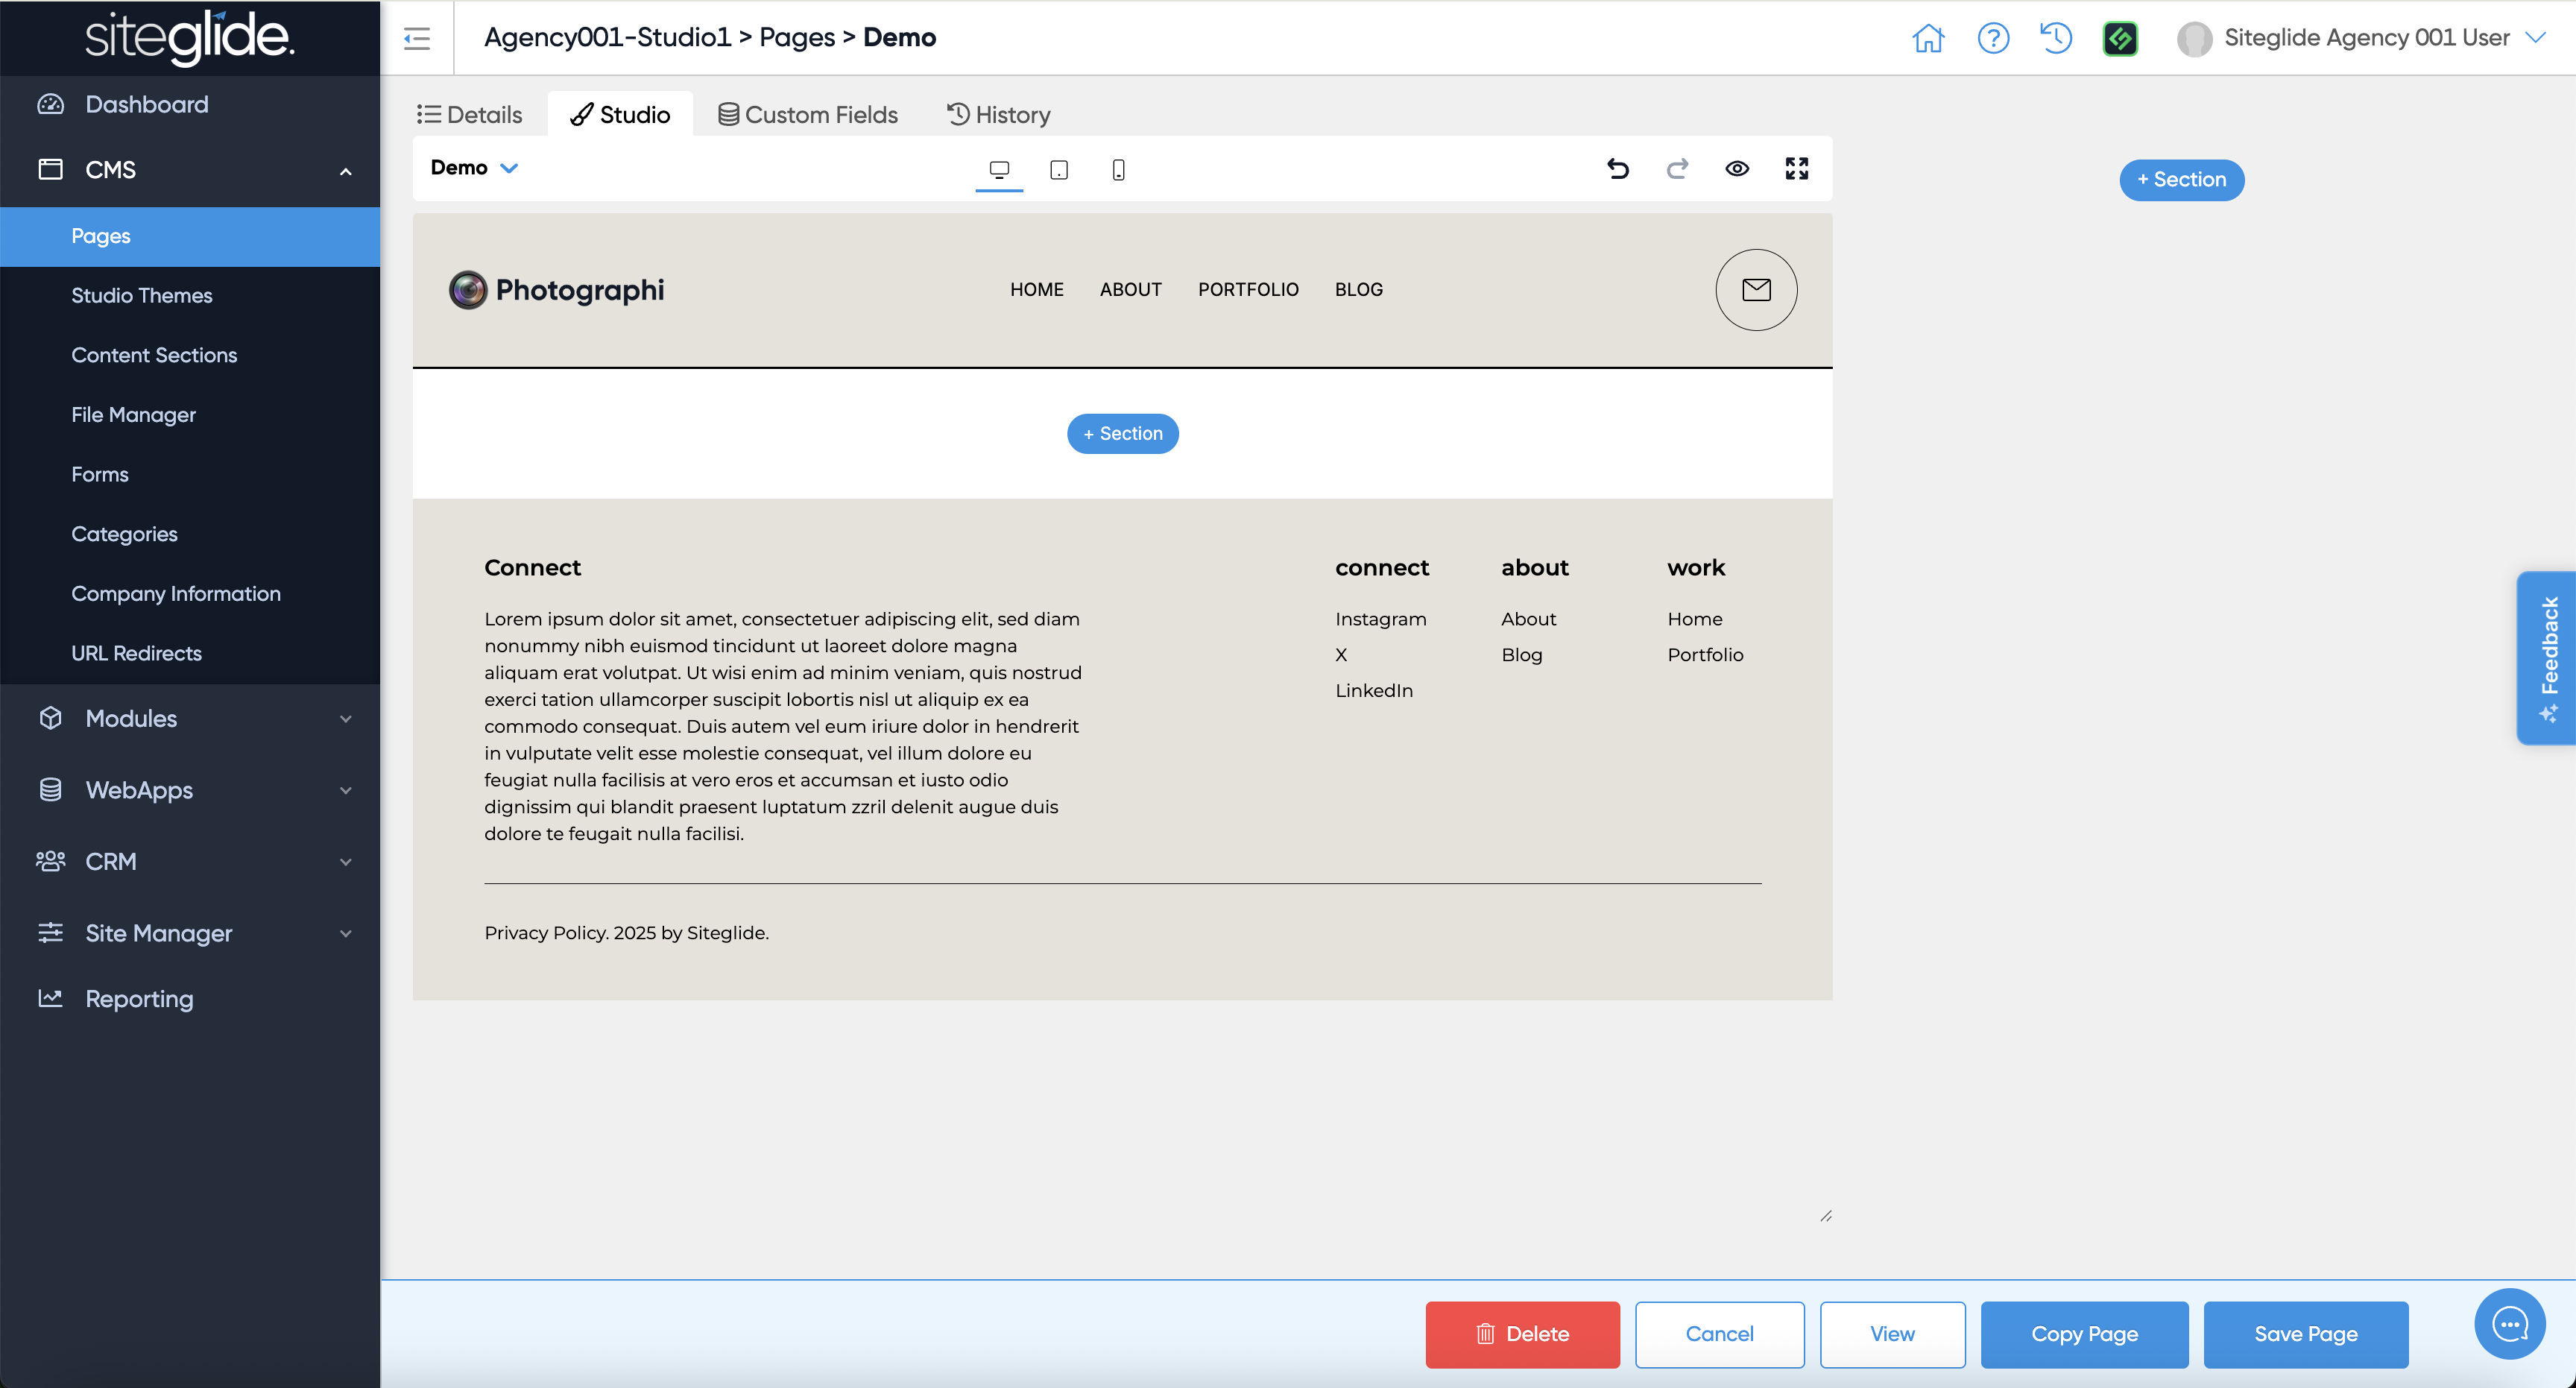 siteglide.
Agency001-Studio1 > Pages > Demo
Siteglide Agency 001 User
Dashboard
CMS
Pages
Studio Themes
Content Sections
File Manager
Forms
Categories
Company Information
URL Redirects
Modules
WebApps
CRM
Site Manager
Reporting
Details
Studio
Custom Fields
History
Demo
+ Section
Photographi
HOME
ABOUT
PORTFOLIO
BLOG
+ Section
Connect
Lorem ipsum dolor sit amet, consectetuer adipiscing elit, sed diam
nonummy nibh euismod tincidunt ut laoreet dolore magna
aliquam erat volutpat. Ut wisi enim ad minim veniam, quis nostrud
exerci tation ullamcorper suscipit lobortis nisl ut aliquip ex ea
commodo consequat. Duis autem vel eum iriure dolor in hendrerit
in vulputate velit esse molestie consequat, vel illum dolore eu
feugiat nulla facilisis at vero eros et accumsan et iusto odio
dignissim qui blandit praesent luptatum zzril delenit augue duis
dolore te feugait nulla facilisi.
connect
Instagram
X
LinkedIn
about
About
Blog
work
Home
Portfolio
Privacy Policy. 2025 by Siteglide.
Feedback
Delete
Cancel
View
Copy Page
Save Page